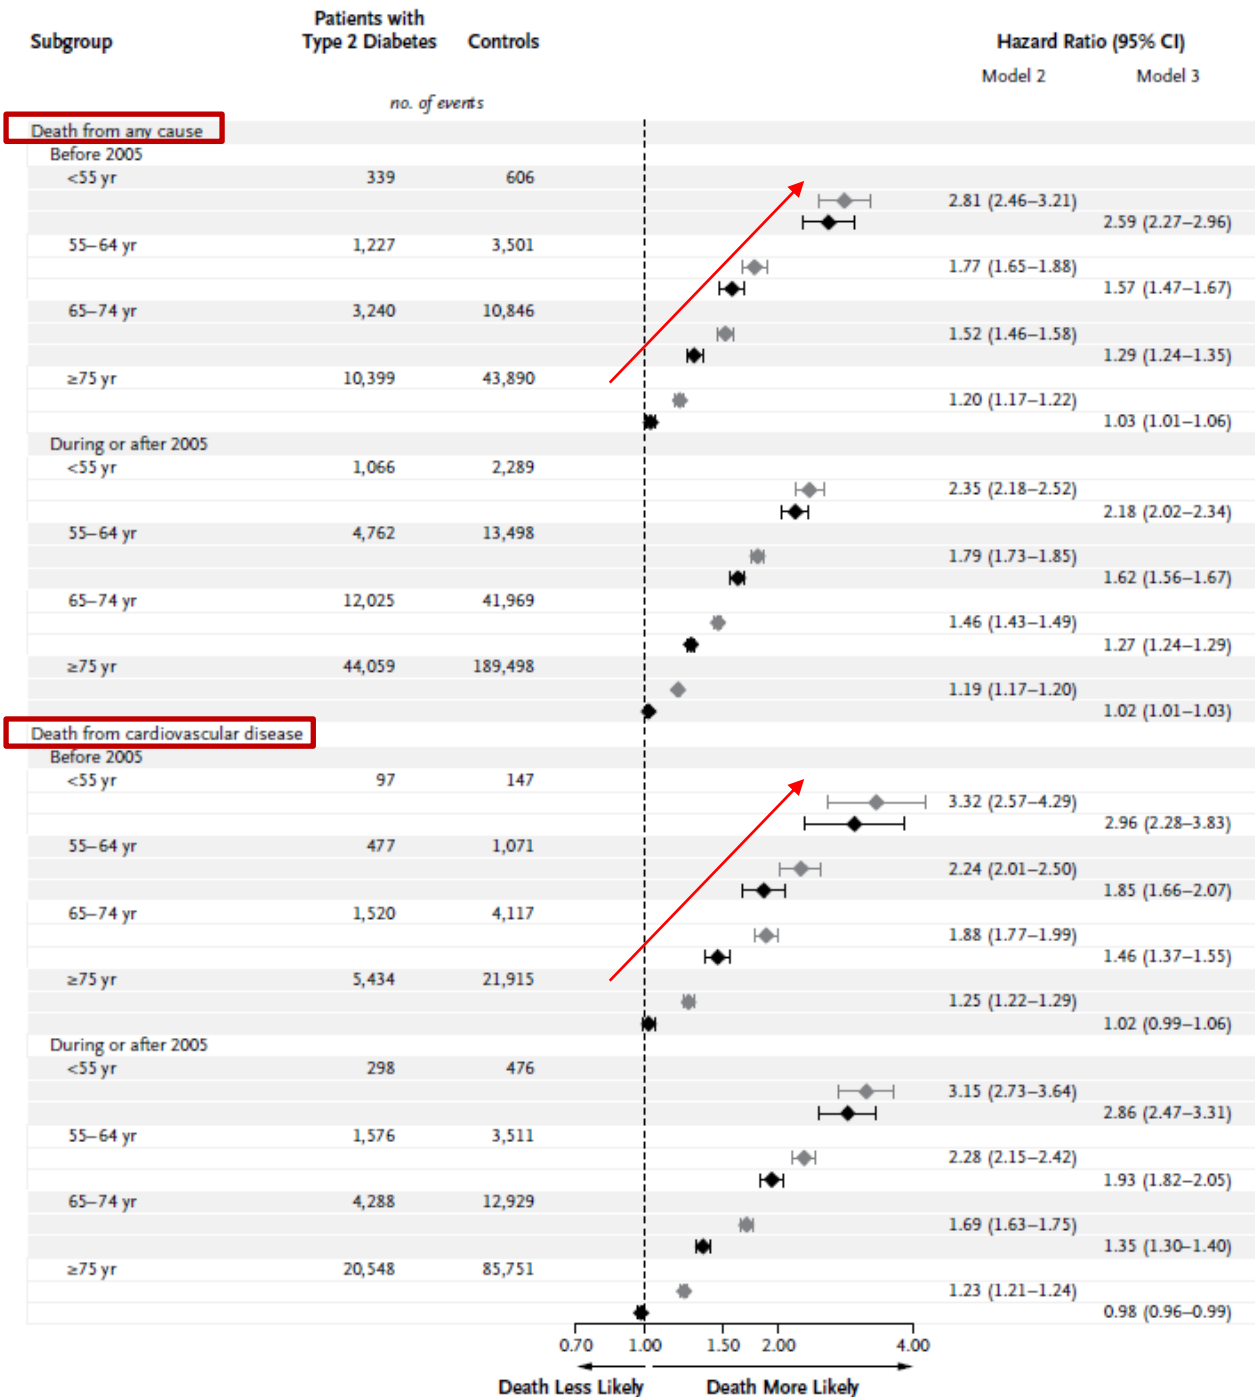 Patients with
Subgroup Type 2 Diabetes Controls Hazard Ratio (95% CI)
Model 2 Model 3
no. of events
Death from any cause
Before 2005
<55 yr 339 606
2.81 (2.46–3.21)
2.59 (2.27–2.96)
55–64 yr 1,227 3,501
1.77 (1.65–1.88)
1.57 (1.47–1.67)
65–74 yr 3,240 10,846
1.52 (1.46–1.58)
1.29 (1.24–1.35)
≥75 yr 10,399 43,890
1.20 (1.17–1.22)
1.03 (1.01–1.06)
During or after 2005
<55 yr 1,066 2,289
2.35 (2.18–2.52)
2.18 (2.02–2.34)
55–64 yr 4,762 13,498
1.79 (1.73–1.85)
1.62 (1.56–1.67)
65–74 yr 12,025 41,969
1.46 (1.43–1.49)
1.27 (1.24–1.29)
≥75 yr 44,059 189,498
1.19 (1.17–1.20)
1.02 (1.01–1.03)
Death from cardiovascular disease
Before 2005
<55 yr 97 147
3.32 (2.57–4.29)
2.96 (2.28–3.83)
55–64 yr 477 1,071
2.24 (2.01–2.50)
1.85 (1.66–2.07)
65–74 yr 1,520 4,117
1.88 (1.77–1.99)
1.46 (1.37–1.55)
≥75 yr 5,434 21,915
1.25 (1.22–1.29)
1.02 (0.99–1.06)
During or after 2005
<55 yr 298 476
3.15 (2.73–3.64)
2.86 (2.47–3.31)
55–64 yr 1,576 3,511
2.28 (2.15–2.42)
1.93 (1.82–2.05)
65–74 yr 4,288 12,929
1.69 (1.63–1.75)
1.35 (1.30–1.40)
≥75 yr 20,548 85,751
1.23 (1.21–1.24)
0.98 (0.96–0.99)
0.70 1.00 1.50 2.00 4.00
Death Less Likely Death More Likely